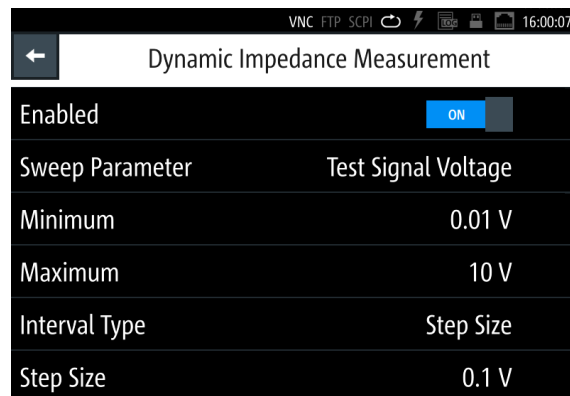 VNC FTP SCPI LOG 16:00:07
Dynamic Impedance Measurement
Enabled ON
Sweep Parameter Test Signal Voltage
Minimum 0.01 V
Maximum 10 V
Interval Type Step Size
Step Size 0.1 V